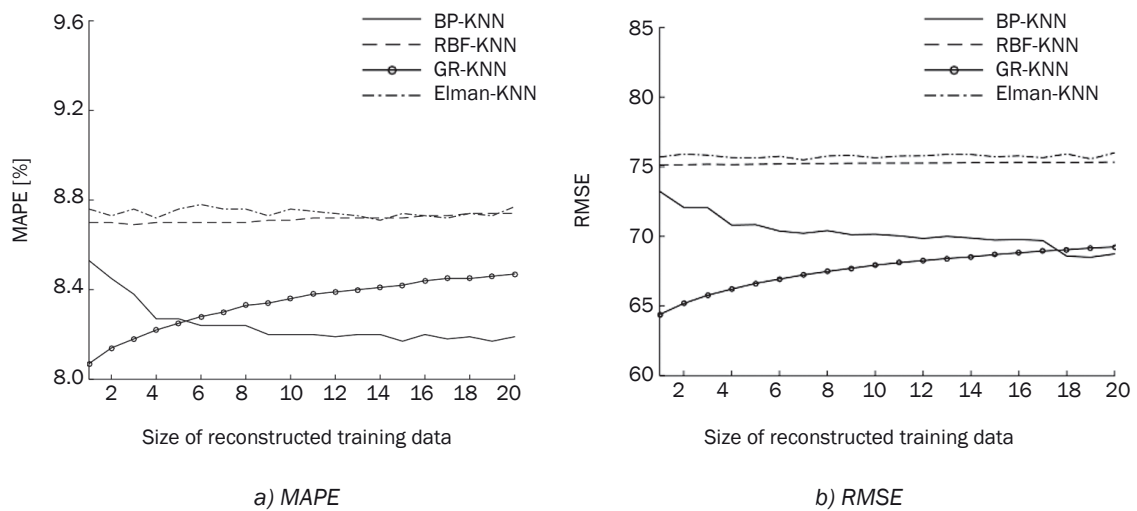 9.6
9.2
8.8
8.4
8.0
MAPE [%]
BP-KNN
RBF-KNN
GR-KNN
Elman-KNN
2 4 6 8 10 12 14 16 18 20
Size of reconstructed training data
a) MAPE
85
80
75
70
65
60
RMSE
BP-KNN
RBF-KNN
GR-KNN
Elman-KNN
2 4 6 8 10 12 14 16 18 20
Size of reconstructed training data
b) RMSE